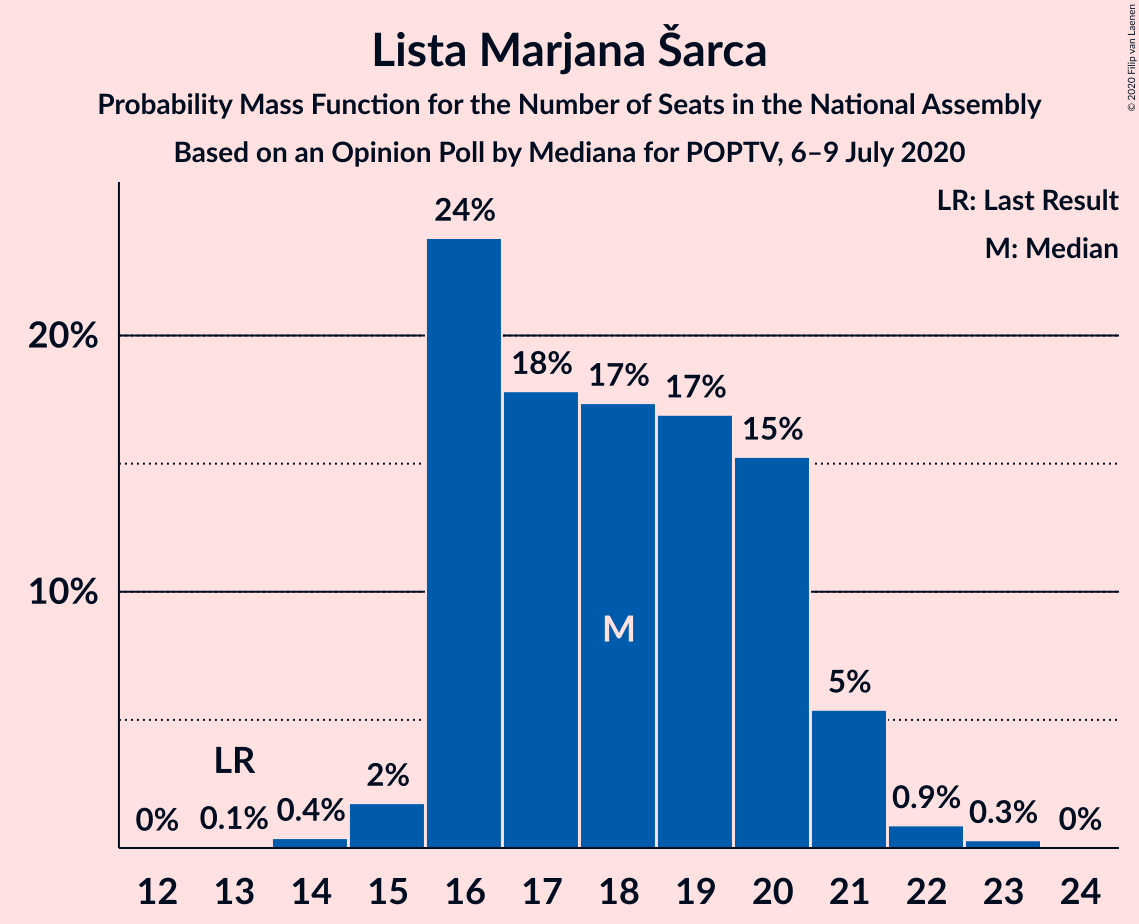 Lista Marjana Šarca
Probability Mass Function for the Number of Seats in the National Assembly
Based on an Opinion Poll by Mediana for POPTV, 6–9 July 2020
© 2020 Filip van Laenen
LR: Last Result
M: Median
20%
10%
0%
0.1%
0.4%
2%
24%
18%
17%
17%
15%
5%
0.9%
0.3%
0%
LR
M
12 13 14 15 16 17 18 19 20 21 22 23 24